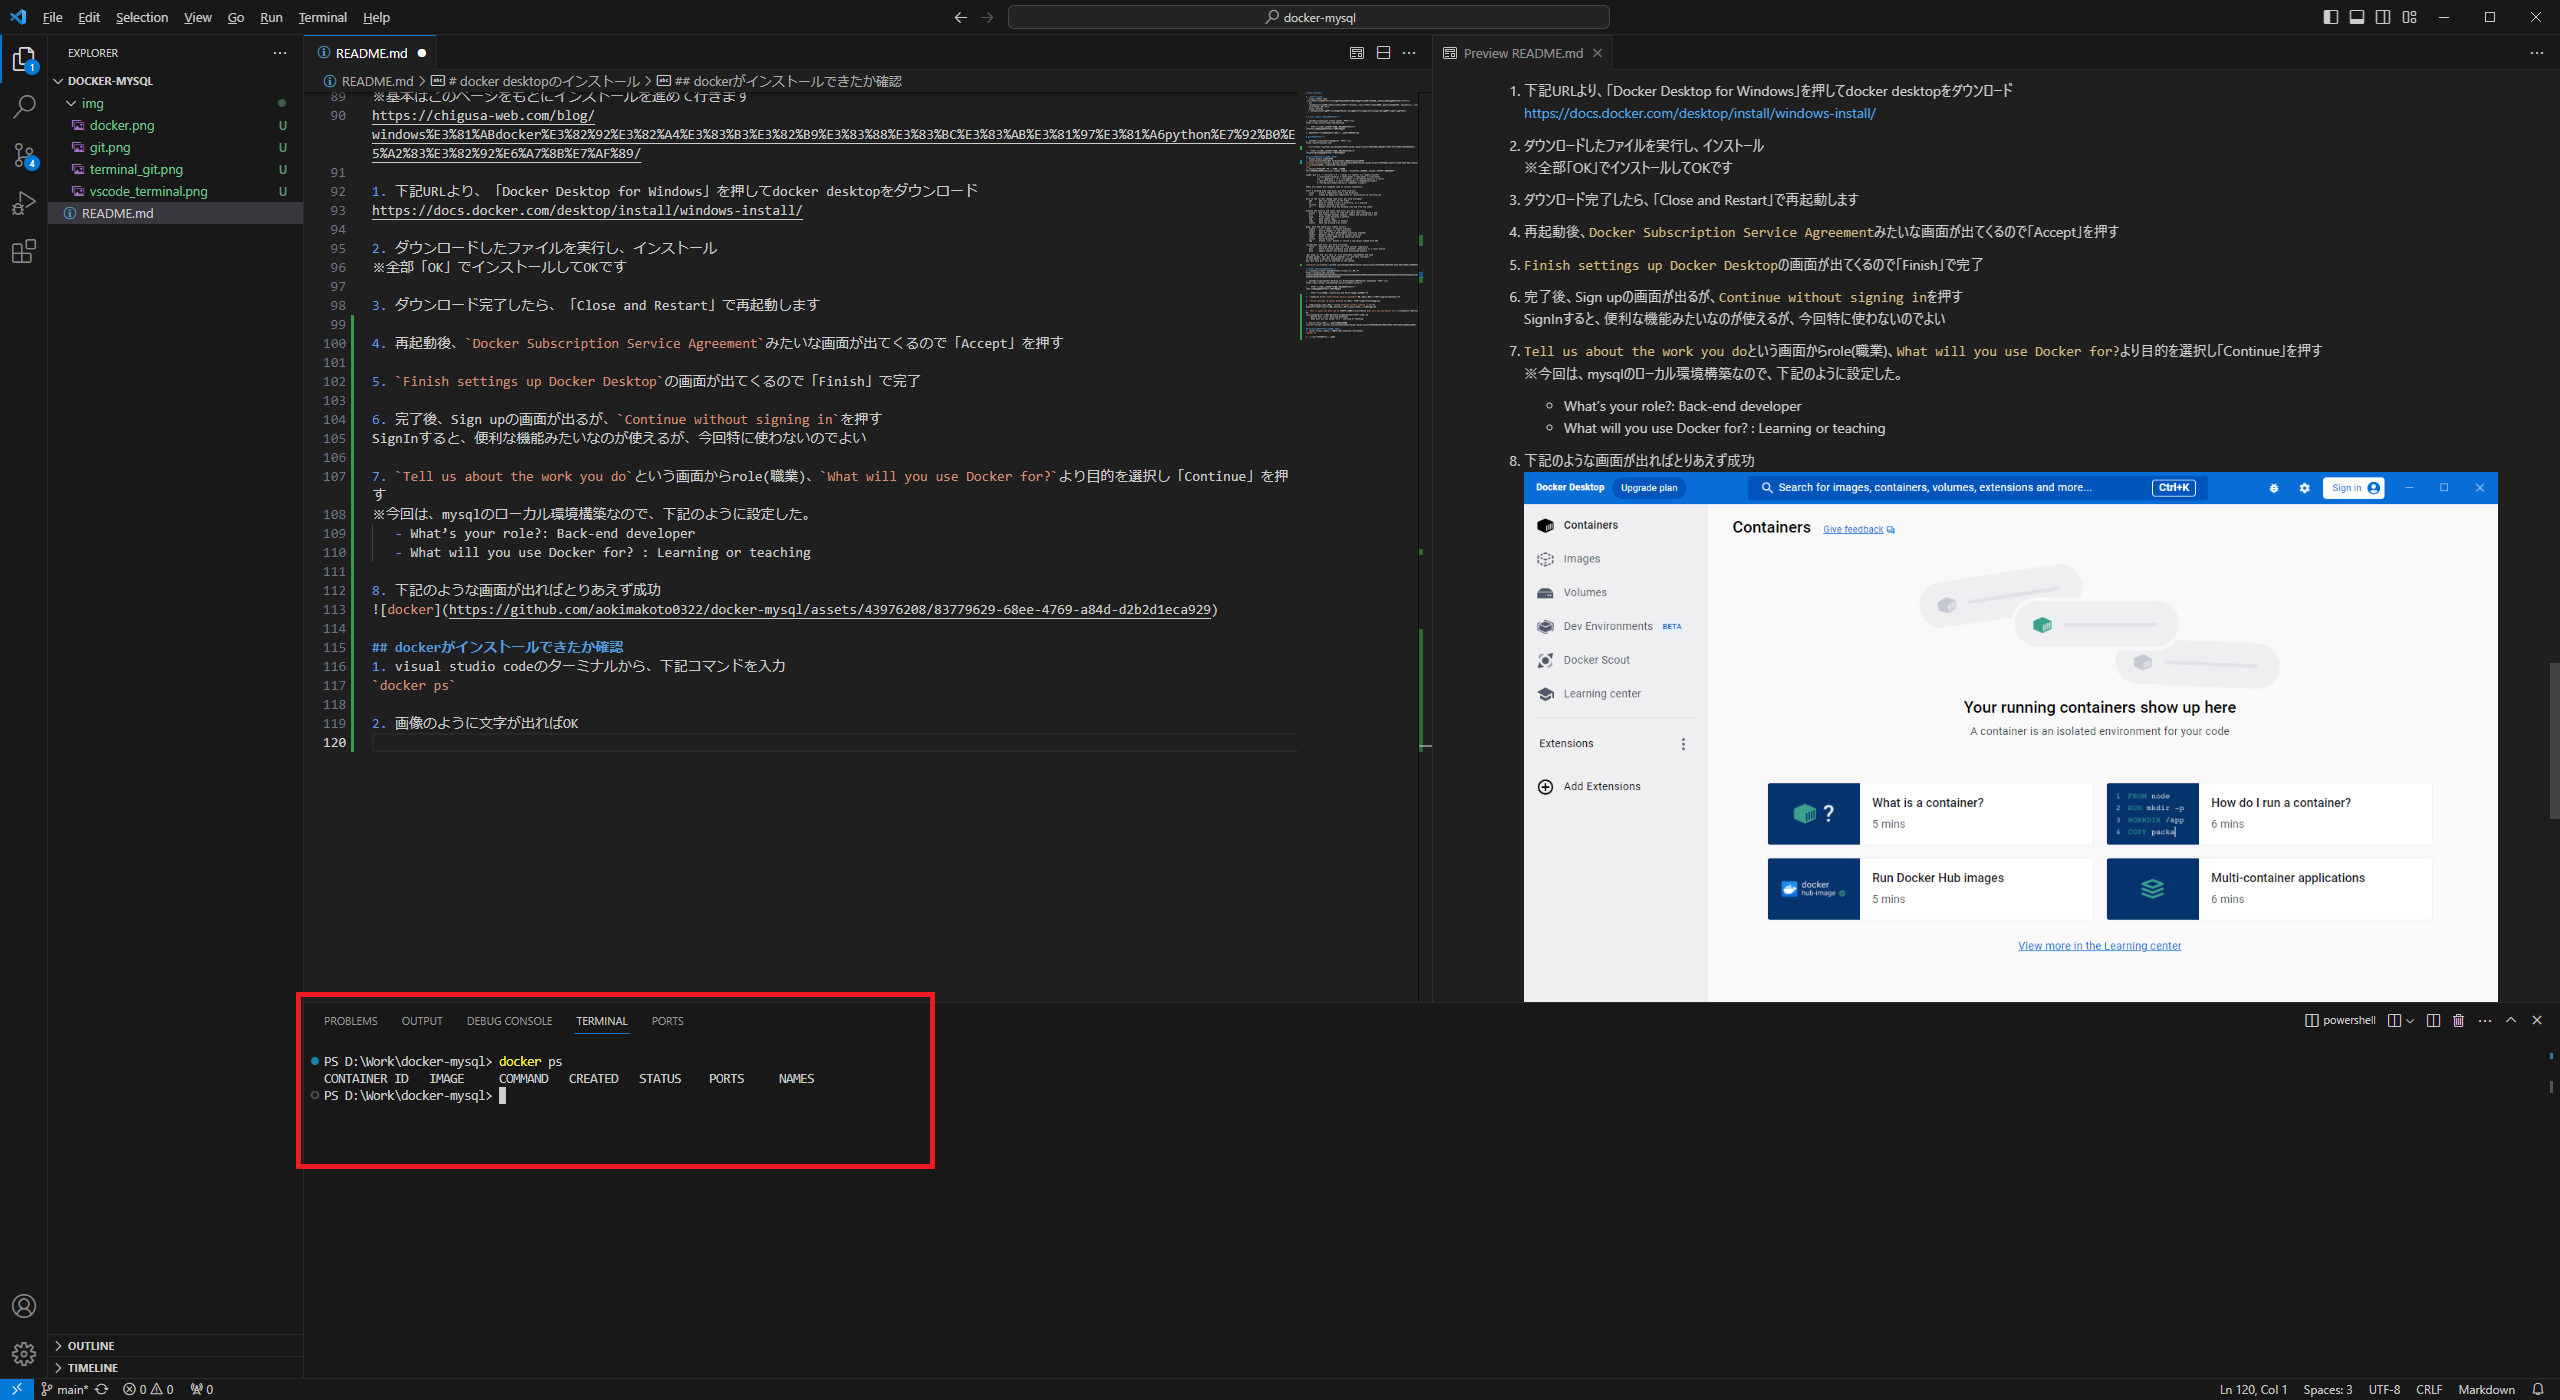 File Edit Selection View Go Run Terminal Help
docker-mysql
EXPLORER
DOCKER-MYSQL
img
docker.png U
git.png U
terminal_git.png U
vscode_terminal.png U
README.md
OUTLINE
TIMELINE
1
4
README.md
README.md > # docker desktopのインストール > ## dockerがインストールできたか確認
89 ※基本はこのページをもとにインストールを進めて行きます
90 https://chigusa-web.com/blog/
windows%E3%81%ABdocker%E3%82%92%E3%82%A4%E3%83%B3%E3%82%B9%E3%83%88%E3%83%BC%E3%83%AB%E3%81%97%E3%81%A6python%E7%92%B0%E
5%A2%83%E3%82%92%E6%A7%8B%E7%AF%89/
91
92 1. 下記URLより、「Docker Desktop for Windows」を押してdocker desktopをダウンロード
93 https://docs.docker.com/desktop/install/windows-install/
94
95 2. ダウンロードしたファイルを実行し、インストール
96 ※全部「OK」でインストールしてOKです
97
98 3. ダウンロード完了したら、「Close and Restart」で再起動します
99
100 4. 再起動後、`Docker Subscription Service Agreement`みたいな画面が出てくるので「Accept」を押す
101
102 5. `Finish settings up Docker Desktop`の画面が出てくるので「Finish」で完了
103
104 6. 完了後、Sign upの画面が出るが、`Continue without signing in`を押す
105 SignInすると、便利な機能みたいなのが使えるが、今回特に使わないのでよい
106
107 7. `Tell us about the work you do`という画面からrole(職業)、`What will you use Docker for?`より目的を選択し「Continue」を押
す
108 ※今回は、mysqlのローカル環境構築なので、下記のように設定した。
109 - What’s your role?: Back-end developer
110 - What will you use Docker for? : Learning or teaching
111
112 8. 下記のような画面が出ればとりあえず成功
113 ![docker](https://github.com/aokimakoto0322/docker-mysql/assets/43976208/83779629-68ee-4769-a84d-d2b2d1eca929)
114
115 ## dockerがインストールできたか確認
116 1. visual studio codeのターミナルから、下記コマンドを入力
117 `docker ps`
118
119 2. 画像のように文字が出ればOK
120
Preview README.md
1. 下記URLより、「Docker Desktop for Windows」を押してdocker desktopをダウンロード
https://docs.docker.com/desktop/install/windows-install/
2. ダウンロードしたファイルを実行し、インストール
※全部「OK」でインストールしてOKです
3. ダウンロード完了したら、「Close and Restart」で再起動します
4. 再起動後、Docker Subscription Service Agreementみたいな画面が出てくるので「Accept」を押す
5. Finish settings up Docker Desktopの画面が出てくるので「Finish」で完了
6. 完了後、Sign upの画面が出るが、Continue without signing inを押す
SignInすると、便利な機能みたいなのが使えるが、今回特に使わないのでよい
7. Tell us about the work you doという画面からrole(職業)、What will you use Docker for?より目的を選択し「Continue」を押す
※今回は、mysqlのローカル環境構築なので、下記のように設定した。
What’s your role?: Back-end developer
What will you use Docker for? : Learning or teaching
8. 下記のような画面が出ればとりあえず成功
Docker Desktop Upgrade plan Search for images, containers, volumes, extensions and more... Ctrl+K Sign in
Containers
Images
Volumes
Dev Environments BETA
Docker Scout
Learning center
Extensions
Add Extensions
Containers Give feedback
Your running containers show up here
A container is an isolated environment for your code
?
What is a container?
5 mins
1 FROM node
2 RUN mkdir -p
3 WORKDIR /app
4 COPY packa
How do I run a container?
6 mins
docker
hub-image
Run Docker Hub images
5 mins
Multi-container applications
6 mins
View more in the Learning center
PROBLEMS OUTPUT DEBUG CONSOLE TERMINAL PORTS
powershell
PS D:\Work\docker-mysql> docker ps
CONTAINER ID IMAGE COMMAND CREATED STATUS PORTS NAMES
PS D:\Work\docker-mysql>
main* 0 0 0
Ln 120, Col 1 Spaces: 3 UTF-8 CRLF Markdown